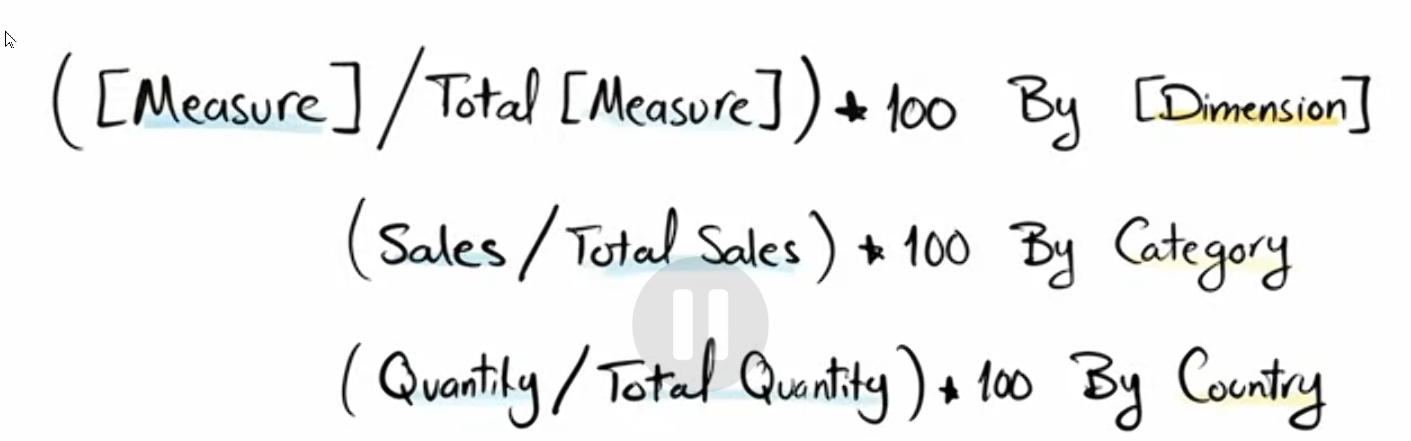 ([Measure]/Total [Measure]) * 100 By [Dimension]
(Sales / Total Sales) * 100 By Category
(Quantity / Total Quantity) * 100 By Country